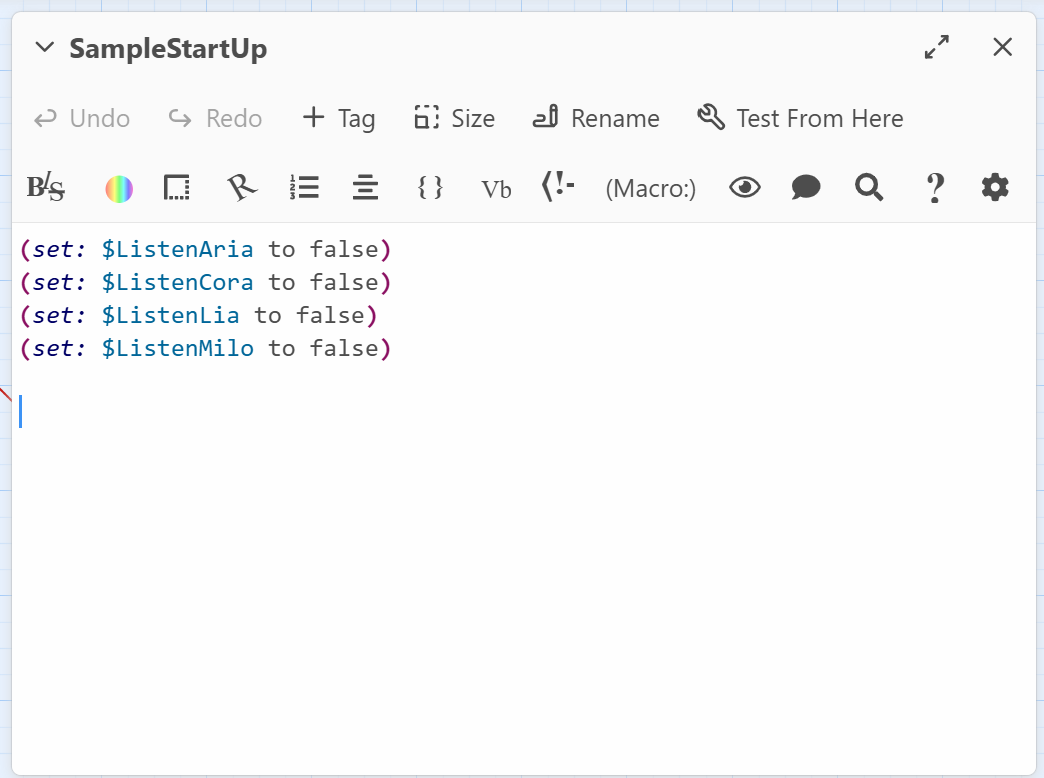 SampleStartUp
Undo Redo + Tag Size Rename Test From Here
B/S { } Vb (!- (Macro:) ?
(set: $ListenAria to false)
(set: $ListenCora to false)
(set: $ListenLia to false)
(set: $ListenMilo to false)